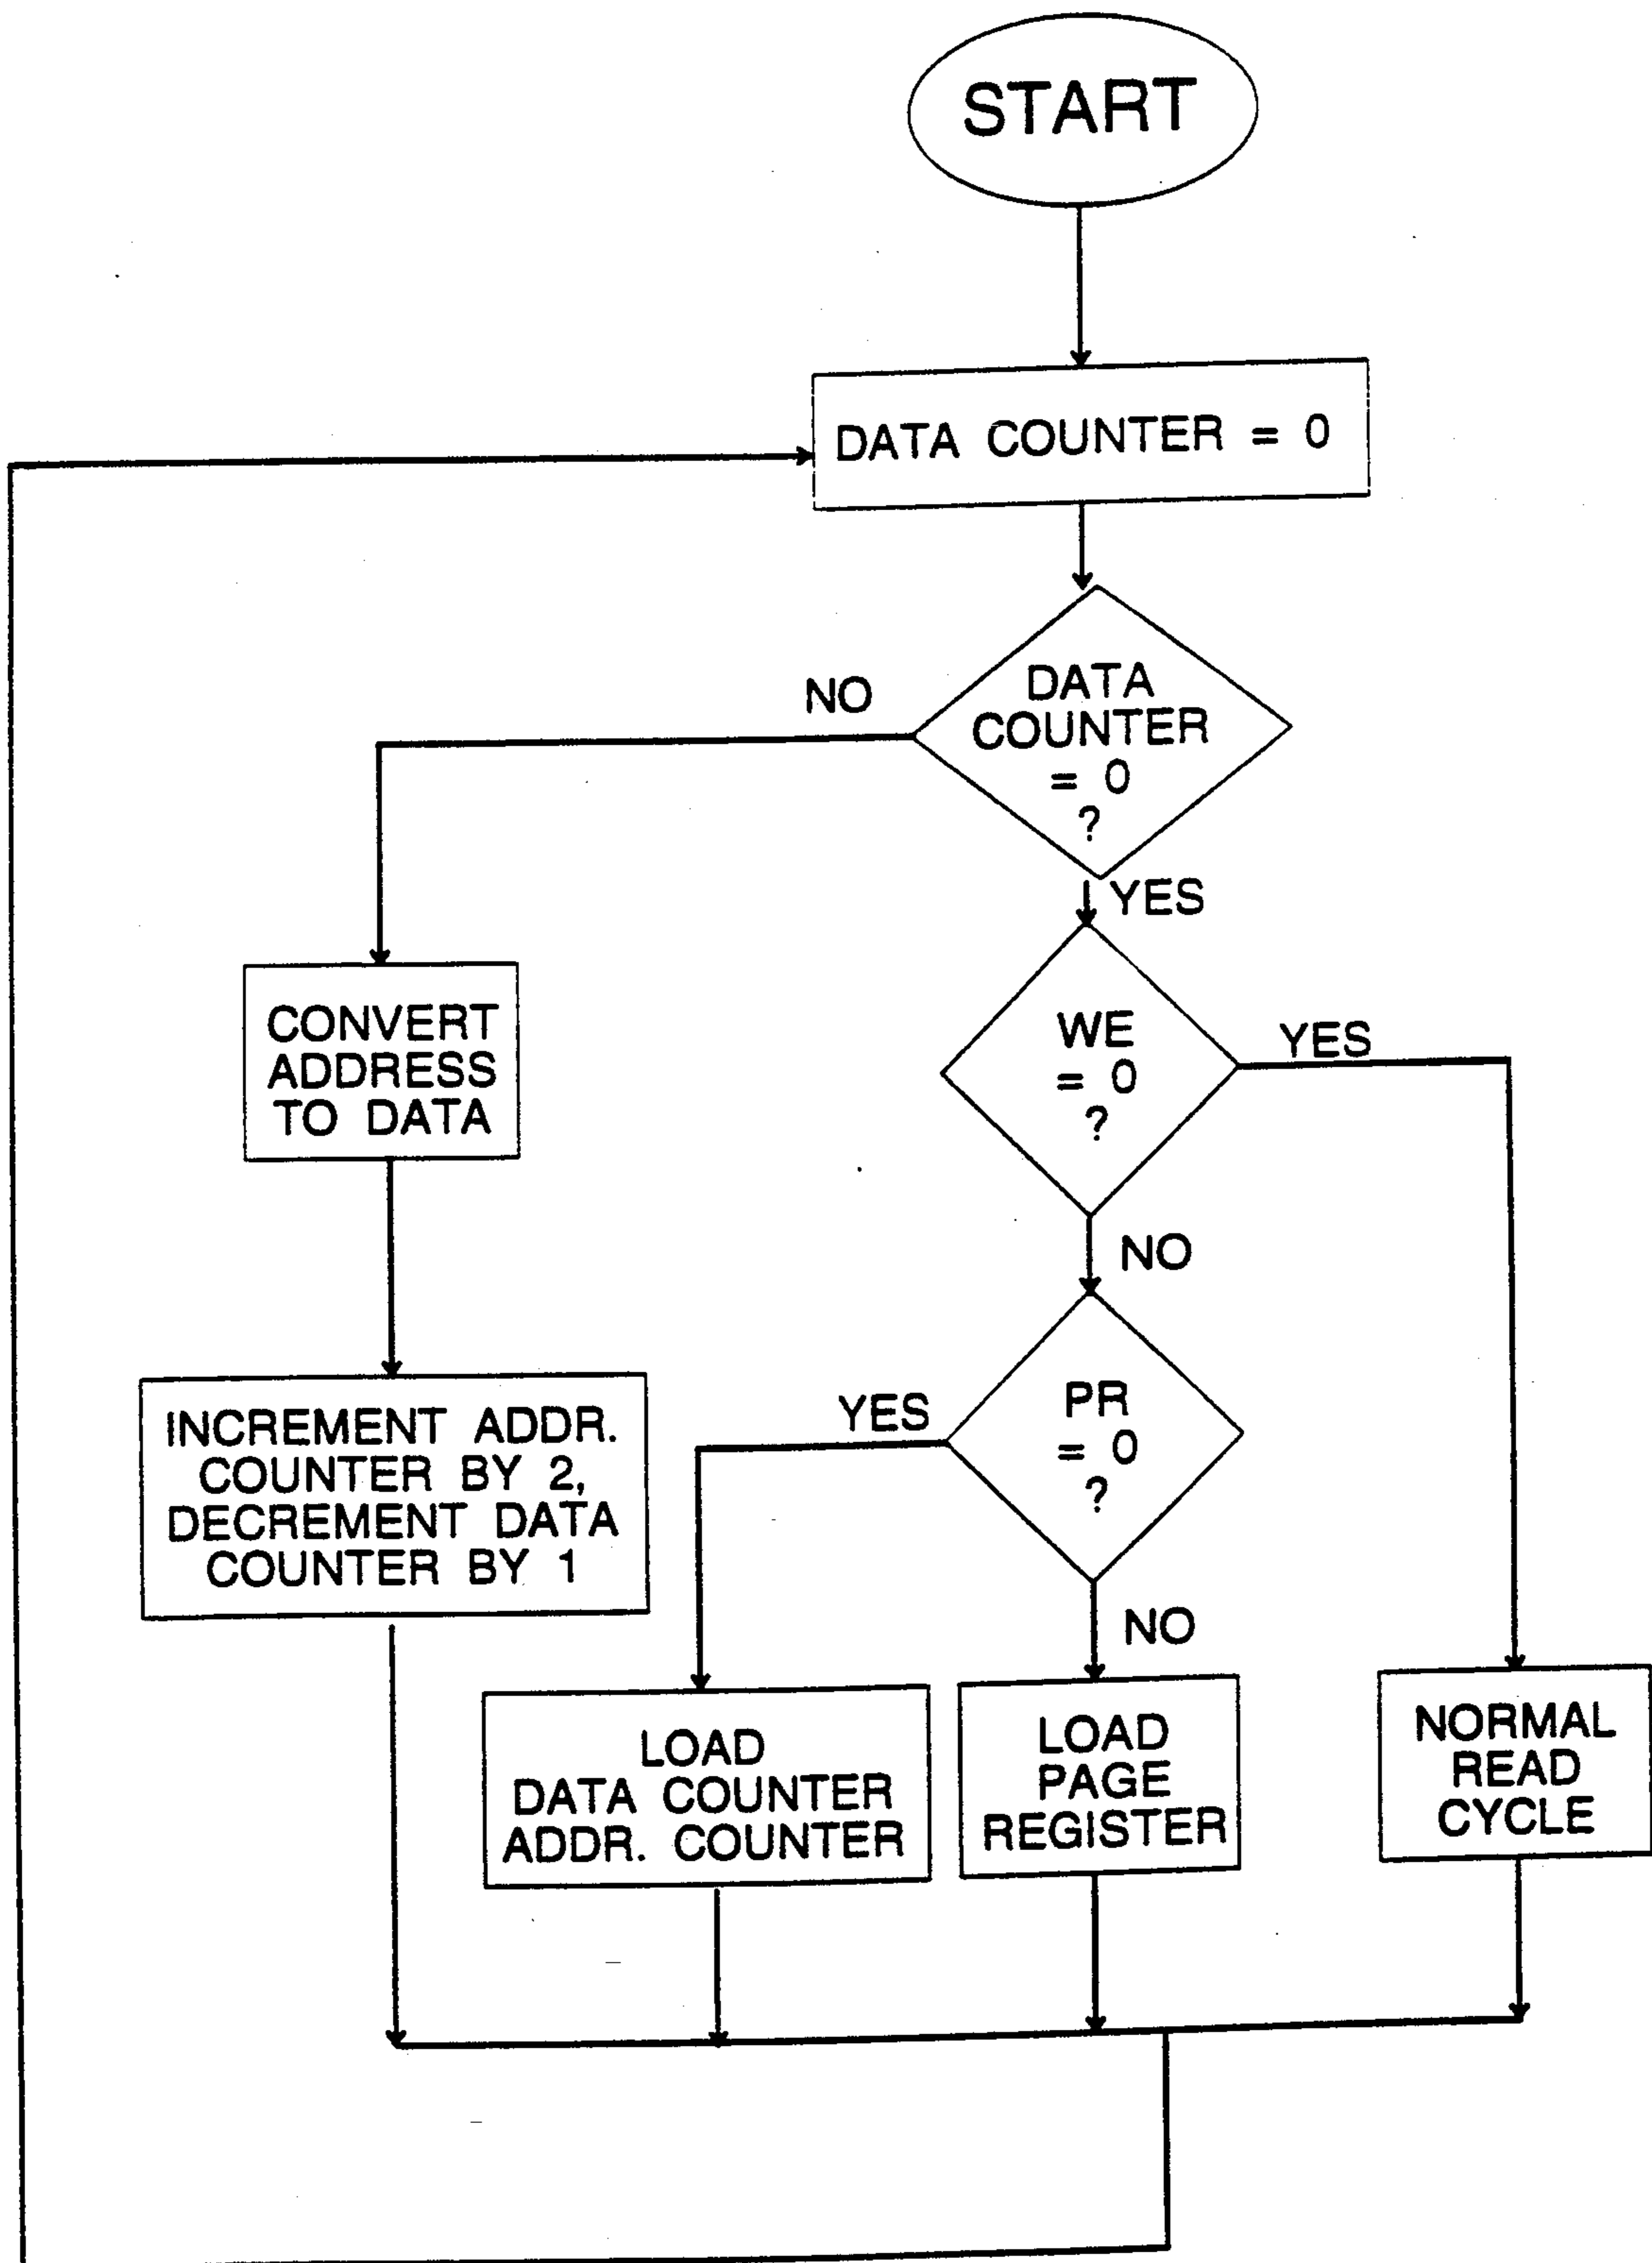 START
DATA COUNTER = 0
DATA
COUNTER
= 0
?
NO
YES
CONVERT
ADDRESS
TO DATA
WE
= 0
?
YES
NO
INCREMENT ADDR.
COUNTER BY 2,
DECREMENT DATA
COUNTER BY 1
PR
= 0
?
YES
NO
LOAD
DATA COUNTER
ADDR. COUNTER
LOAD
PAGE
REGISTER
NORMAL
READ
CYCLE